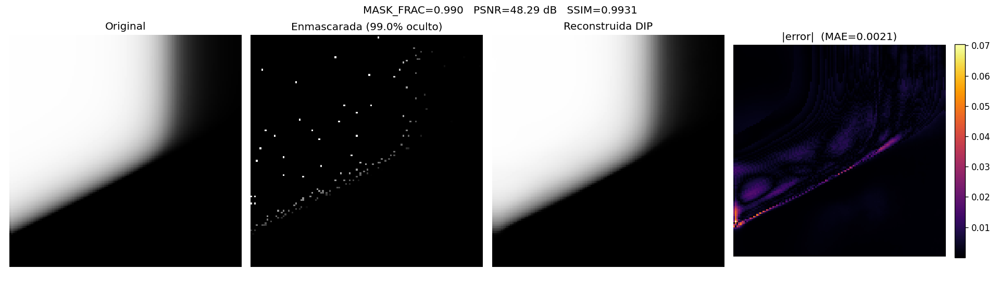 MASK_FRAC=0.990   PSNR=48.29 dB   SSIM=0.9931
Original
Enmascarada (99.0% oculto)
Reconstruida DIP
|error|  (MAE=0.0021)
0.07
0.06
0.05
0.04
0.03
0.02
0.01